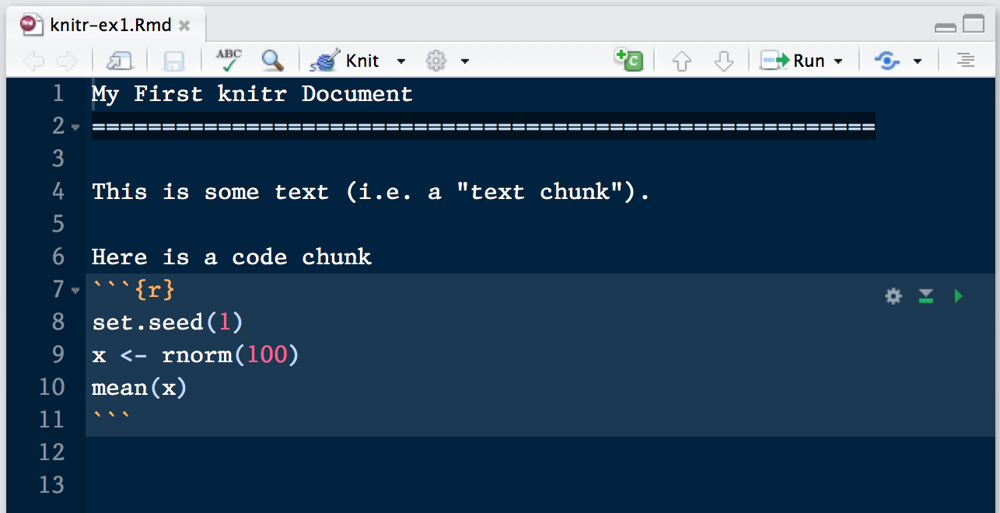 knitr-ex1.Rmd
ABC Knit C Run
1 My First knitr Document
2 ========================================================
3
4 This is some text (i.e. a "text chunk").
5
6 Here is a code chunk
7 ```{r}
8 set.seed(1)
9 x <- rnorm(100)
10 mean(x)
11 ```
12
13